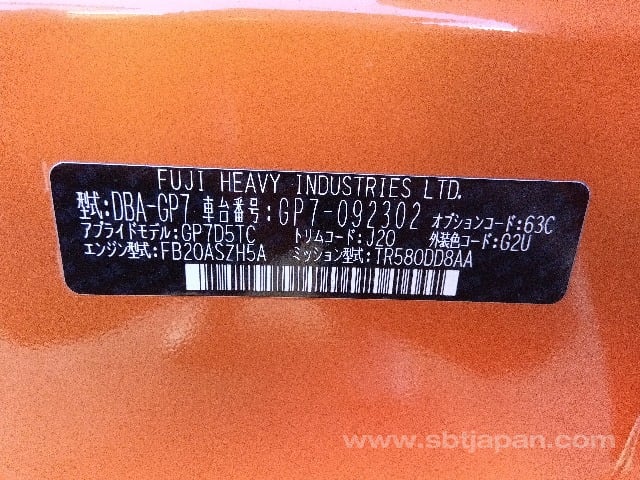 FUJI HEAVY INDUSTRIES LTD.
型式:DBA-GP7 車台番号:GP7-092302 オプションコード:63C
アプライドモデル:GP7D5TC トリムコード:J20 外装色コード:G2U
エンジン型式:FB20ASZH5A ミッション型式:TR580DD8AA
www.sbtjapan.com